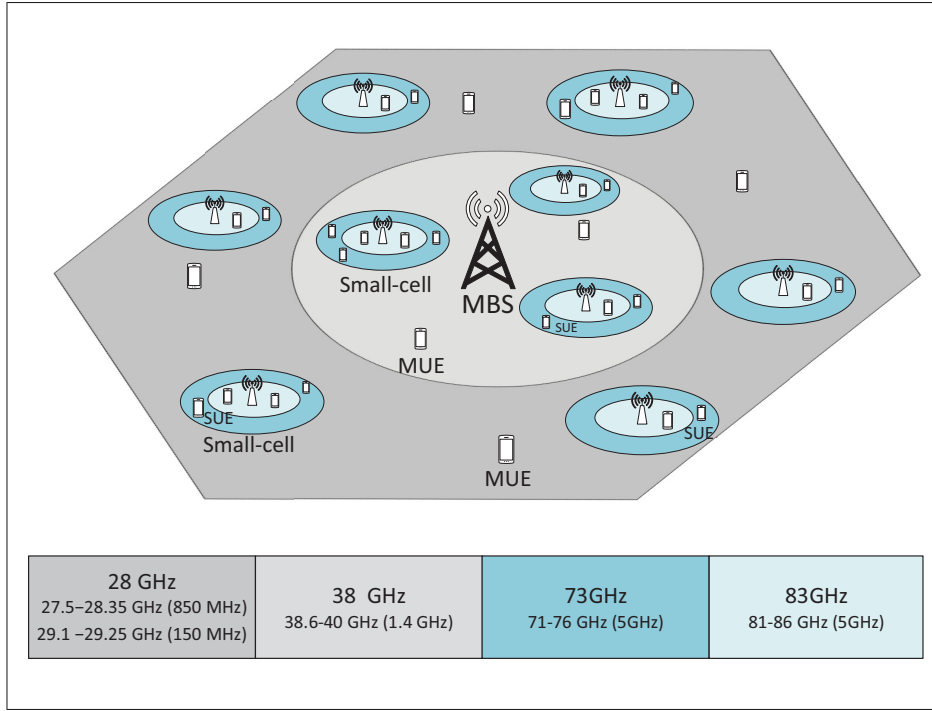 Small-cell
MBS
SUE
MUE
SUE
Small-cell
SUE
MUE
28 GHz
27.5–28.35 GHz (850 MHz)
29.1 –29.25 GHz (150 MHz)
38 GHz
38.6-40 GHz (1.4 GHz)
73GHz
71-76 GHz (5GHz)
83GHz
81-86 GHz (5GHz)